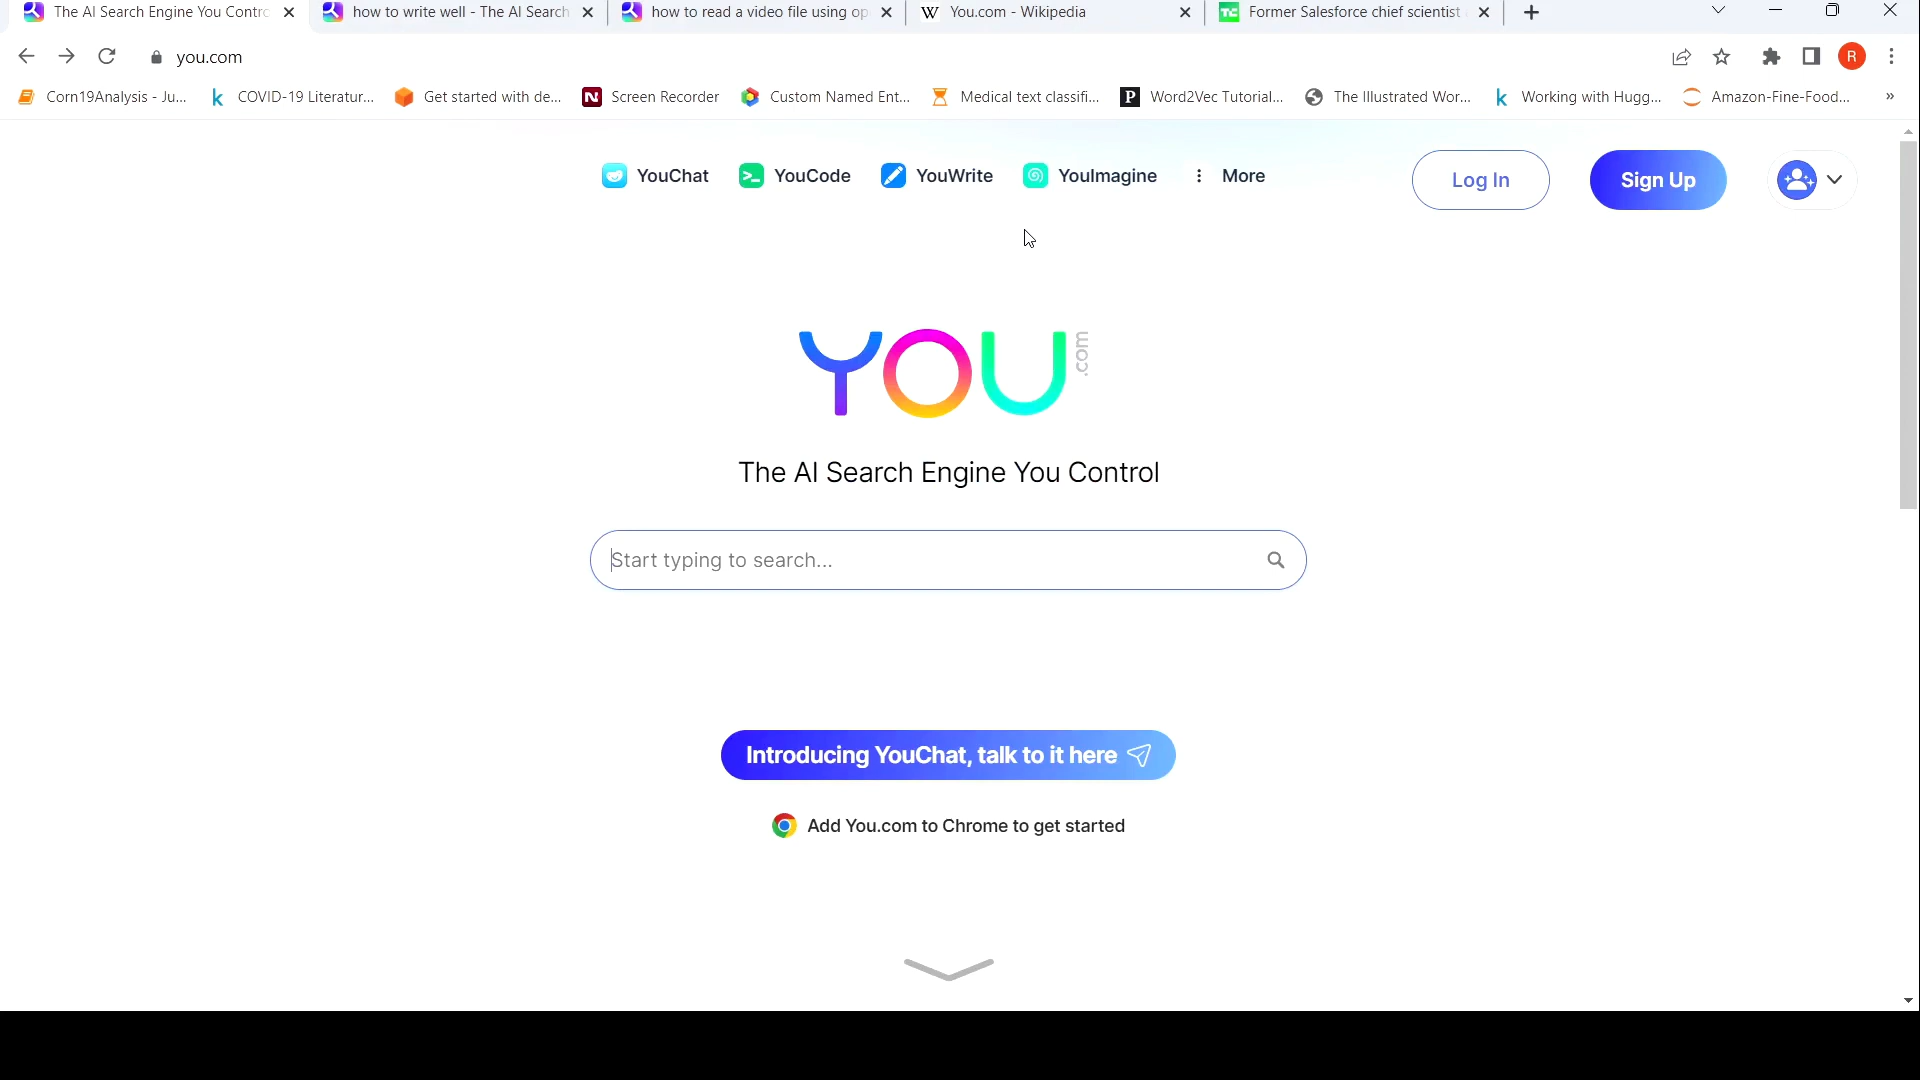 The AI Search Engine You Contro
how to write well - The AI Search
how to read a video file using op
W You.com - Wikipedia
TC Former Salesforce chief scientist
you.com
R
Corn19Analysis - Ju...
k COVID-19 Literatur...
Get started with de...
N Screen Recorder
Custom Named Ent...
Medical text classifi...
P Word2Vec Tutorial...
The Illustrated Wor...
k Working with Hugg...
Amazon-Fine-Food...
»
YouChat
YouCode
YouWrite
YouImagine
More
Log In
Sign Up
YOU.com
The AI Search Engine You Control
Start typing to search...
Introducing YouChat, talk to it here
Add You.com to Chrome to get started